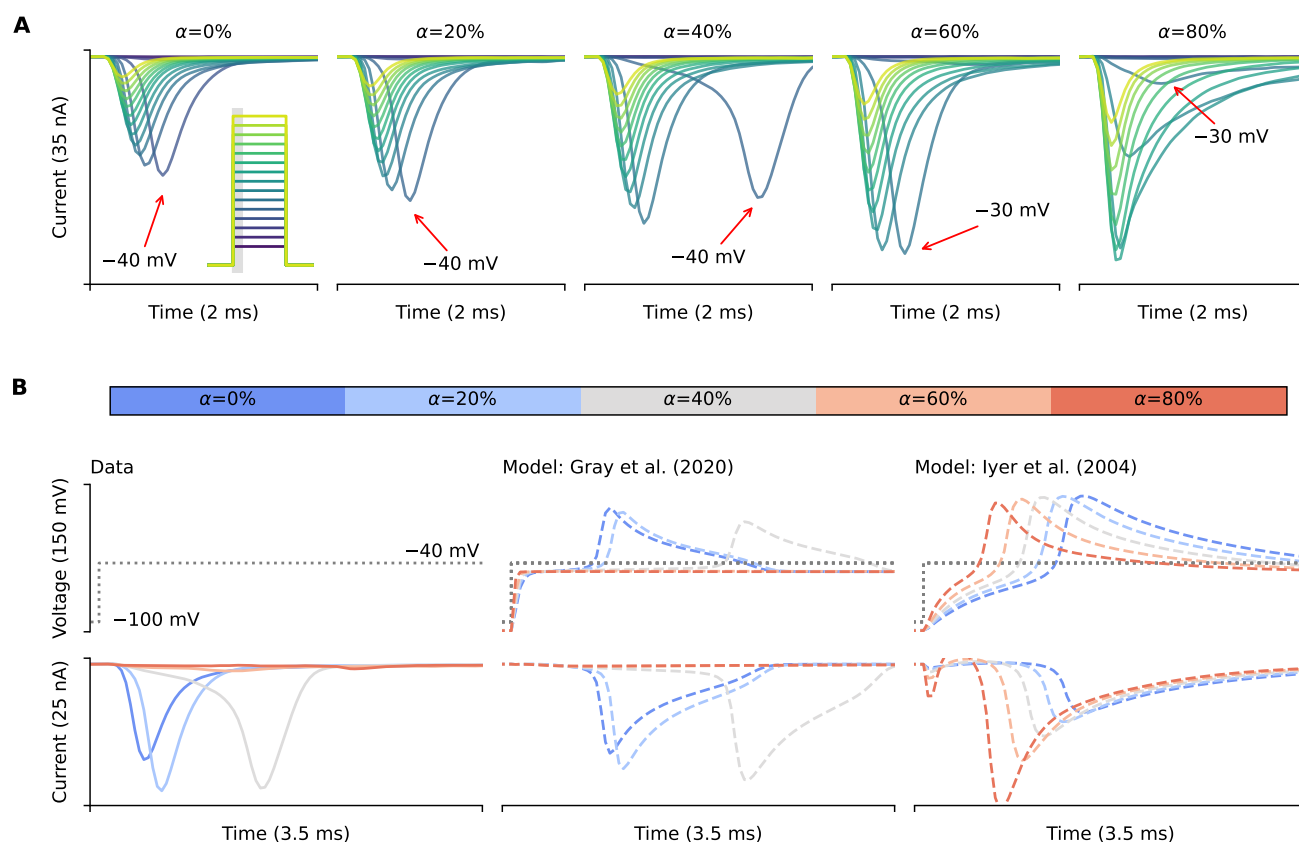 A
α=0%
α=20%
α=40%
α=60%
α=80%
Current (35 nA)
−40 mV
−40 mV
−40 mV
−30 mV
−30 mV
Time (2 ms)
Time (2 ms)
Time (2 ms)
Time (2 ms)
Time (2 ms)
B
α=0%
α=20%
α=40%
α=60%
α=80%
Data
Model: Gray et al. (2020)
Model: Iyer et al. (2004)
Voltage (150 mV)
−40 mV
−100 mV
Current (25 nA)
Time (3.5 ms)
Time (3.5 ms)
Time (3.5 ms)